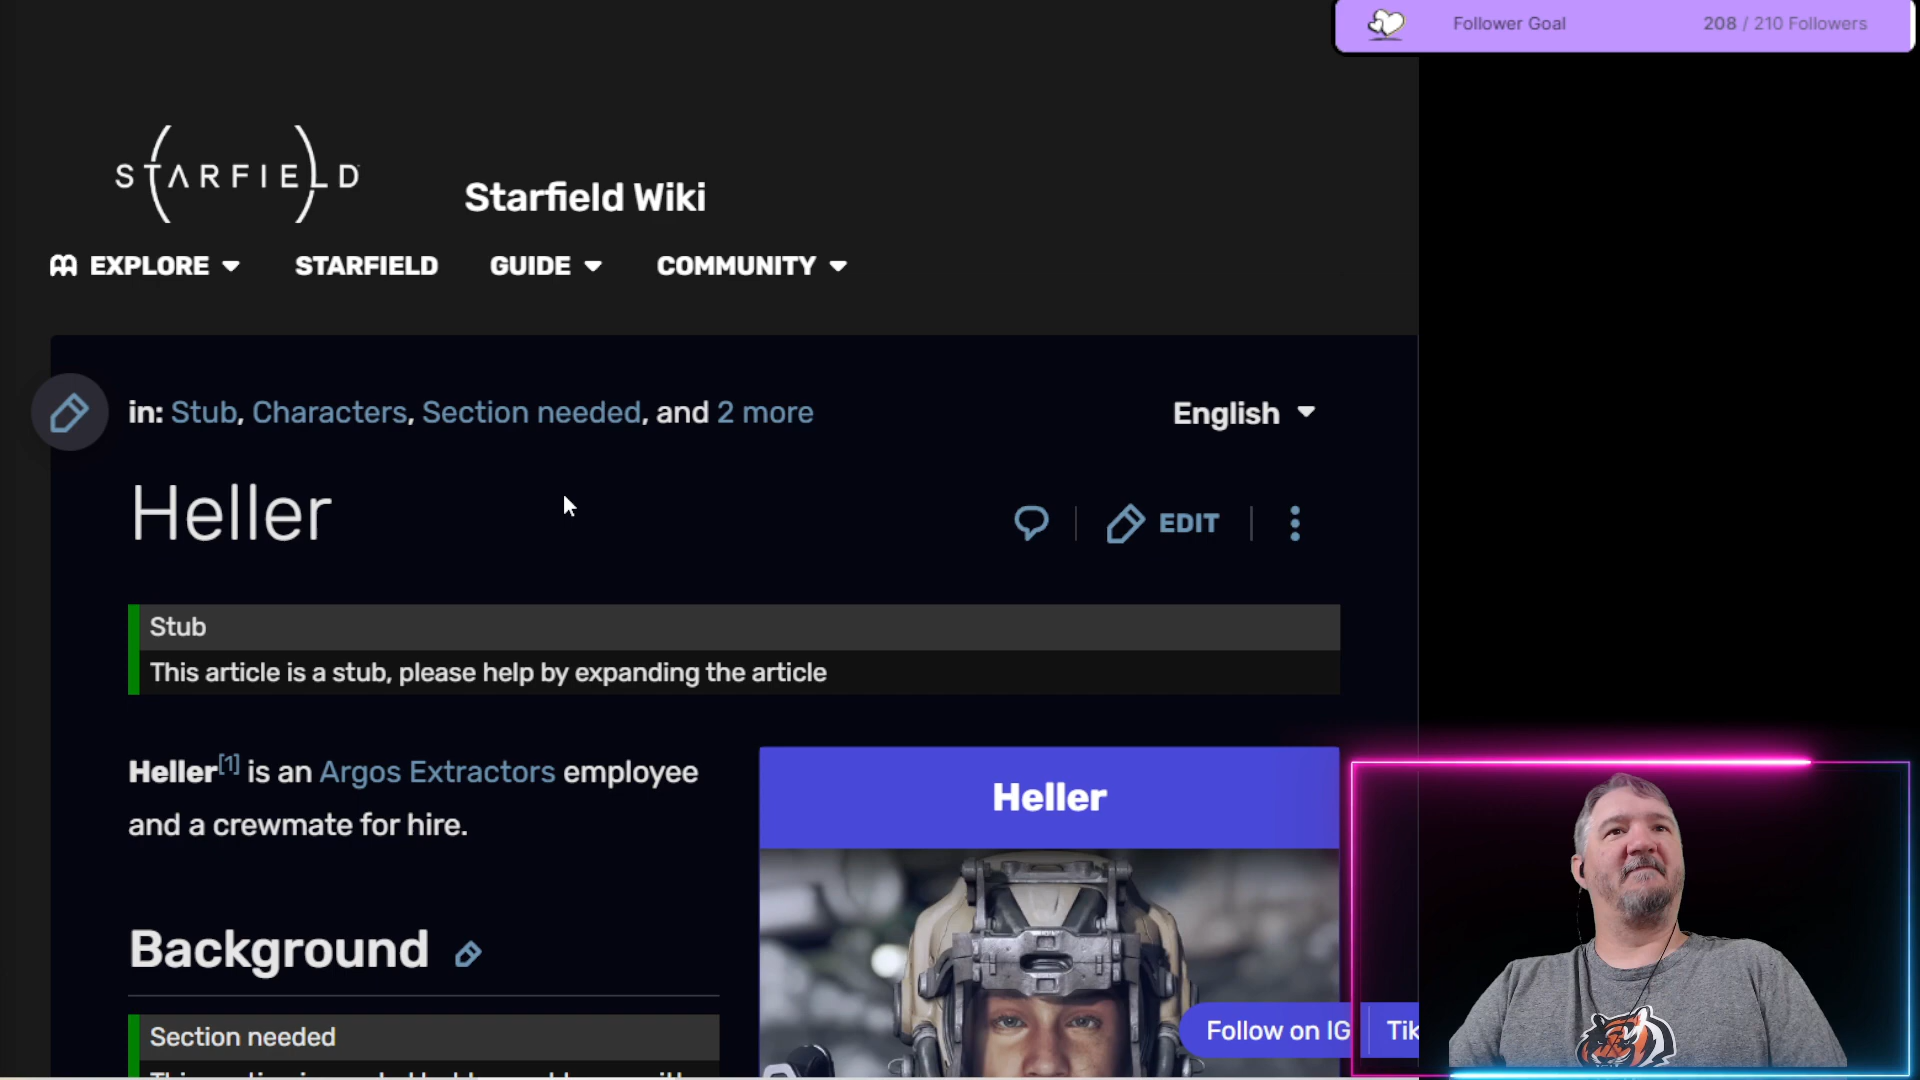 Follower Goal 208 / 210 Followers
STARFIELD
Starfield Wiki
EXPLORE STARFIELD GUIDE COMMUNITY
in: Stub, Characters, Section needed, and 2 more
English
Heller
EDIT
Stub
This article is a stub, please help by expanding the article
Heller[1] is an Argos Extractors employee
and a crewmate for hire.
Heller
Background
Section needed
Follow on IG
Tik